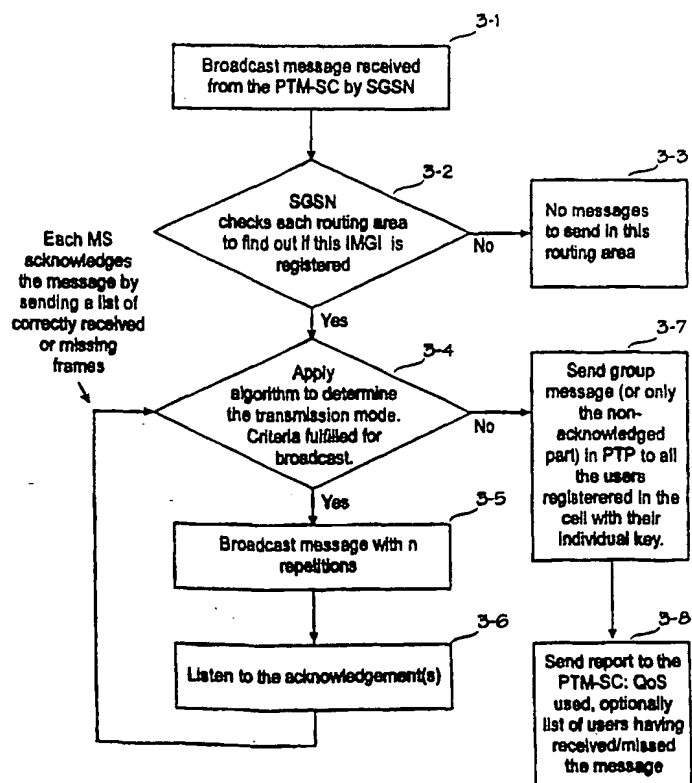 3-1
Broadcast message received
from the PTM-SC by SGSN
3-2
SGSN
checks each routing area
to find out if this IMGI is
registered
No
3-3
No messages
to send in this
routing area
Each MS
acknowledges
the message by
sending a list of
correctly received
or missing
frames
Yes
3-4
Apply
algorithm to determine
the transmission mode.
Criteria fulfilled for
broadcast.
No
3-7
Send group
message (or only
the non-
acknowledged
part) in PTP to all
the users
registerered in the
cell with their
individual key.
Yes
3-5
Broadcast message with n
repetitions
3-6
Listen to the acknowledgement(s)
3-8
Send report to the
PTM-SC: QoS
used, optionally
list of users having
received/missed
the message